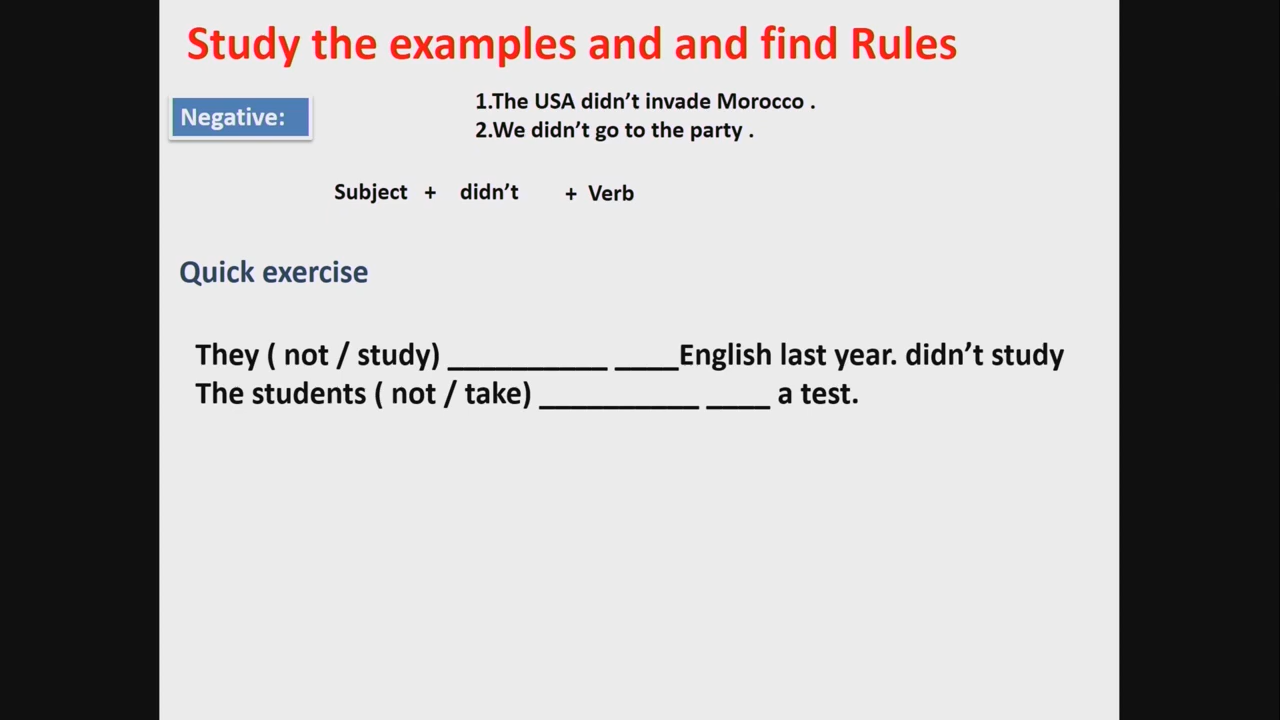 Study the examples and and find Rules
Negative:
1.The USA didn’t invade Morocco .
2.We didn’t go to the party .
Subject + didn’t + Verb
Quick exercise
They ( not / study) __________ ____English last year. didn’t study
The students ( not / take) __________ ____ a test.